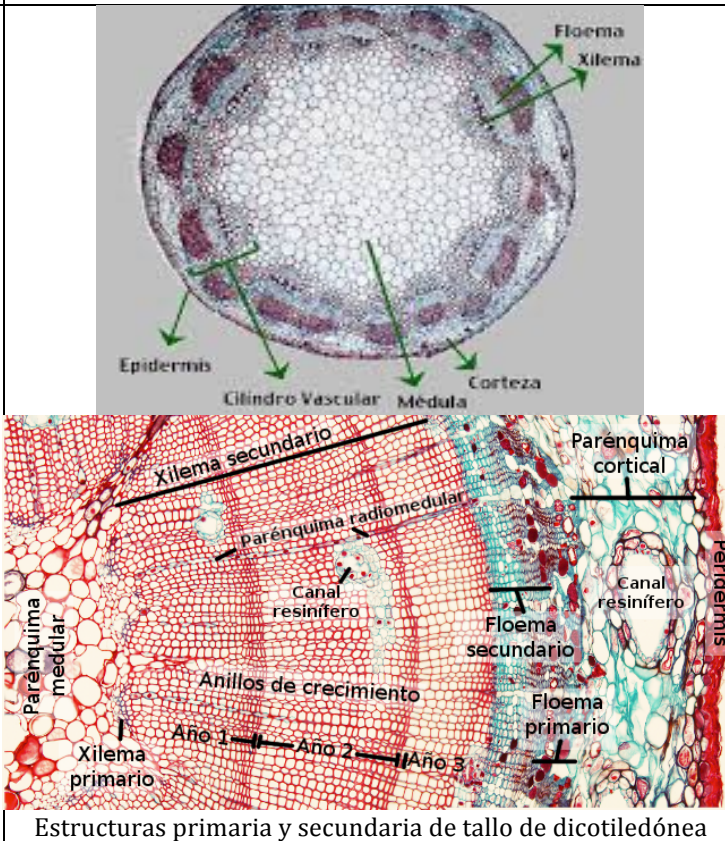 Floema
Xilema
Epidermis
Cilindro Vascular
Médula
Corteza
Xilema secundario
Parénquima
cortical
Parénquima radiomedular
Canal
resinífero
Canal
resinífero
Peridermis
Floema
secundario
Parénquima
medular
Anillos de crecimiento
Floema
primario
Año 1
Año 2
Año 3
Xilema
primario
Estructuras primaria y secundaria de tallo de dicotiledónea